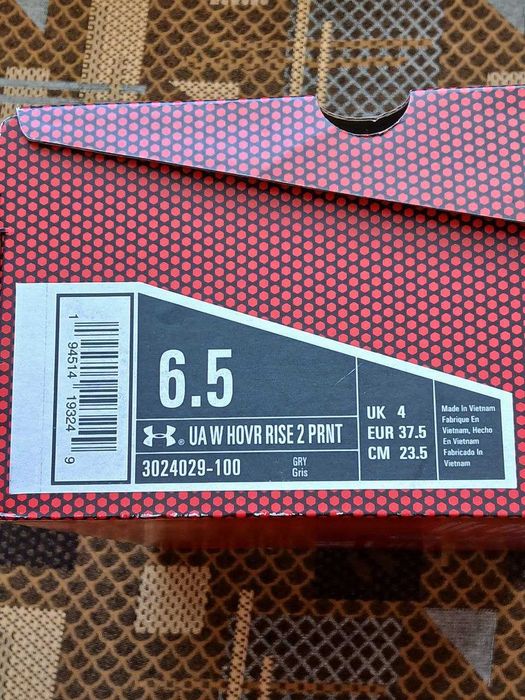 1 94514 19324 9
6.5
® UA W HOVR RISE 2 PRNT
3024029-100
GRY
Gris
UK 4
EUR 37.5
CM 23.5
Made In Vietnam
Fabrique En
Vietnam, Hecho
En Vietnam
Fabricado In
Vietnam